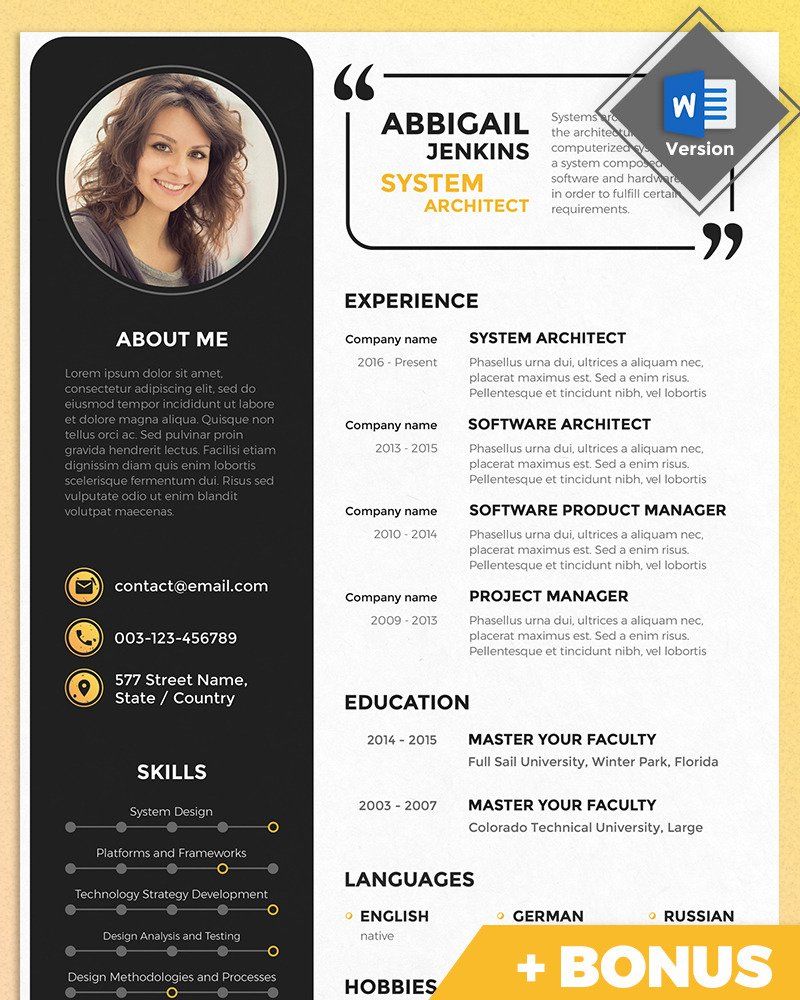 ABOUT ME
Lorem ipsum dolor sit amet,
consectetur adipiscing elit, sed do
eiusmod tempor incididunt ut labore
et dolore magna aliqua. Quisque non
tellus orci ac. Sed pulvinar proin
gravida hendrerit lectus. Facilisi etiam
dignissim diam quis enim lobortis
scelerisque fermentum dui. Risus sed
vulputate odio ut enim blandit
volutpat maecenas.
contact@email.com
003-123-456789
577 Street Name,
State / Country
SKILLS
System Design
Platforms and Frameworks
Technology Strategy Development
Design Analysis and Testing
Design Methodologies and Processes
“
ABBIGAIL
JENKINS
SYSTEM
ARCHITECT
Systems
the
computerized
a system composed
software and hardware
in order to fulfill certain
requirements.
”
W
Version
EXPERIENCE
Company name SYSTEM ARCHITECT
2016 - Present Phasellus urna dui, ultrices a aliquam nec,
placerat maximus est. Sed a enim risus.
Pellentesque et tincidunt nibh, vel lobortis
Company name SOFTWARE ARCHITECT
2013 - 2015 Phasellus urna dui, ultrices a aliquam nec,
placerat maximus est. Sed a enim risus.
Pellentesque et tincidunt nibh, vel lobortis
Company name SOFTWARE PRODUCT MANAGER
2010 - 2014 Phasellus urna dui, ultrices a aliquam nec,
placerat maximus est. Sed a enim risus.
Pellentesque et tincidunt nibh, vel lobortis
Company name PROJECT MANAGER
2009 - 2013 Phasellus urna dui, ultrices a aliquam nec,
placerat maximus est. Sed a enim risus.
Pellentesque et tincidunt nibh, vel lobortis
EDUCATION
2014 - 2015 MASTER YOUR FACULTY
Full Sail University, Winter Park, Florida
2003 - 2007 MASTER YOUR FACULTY
Colorado Technical University, Large
LANGUAGES
ENGLISH GERMAN RUSSIAN
native
HOBBIES
+ BONUS